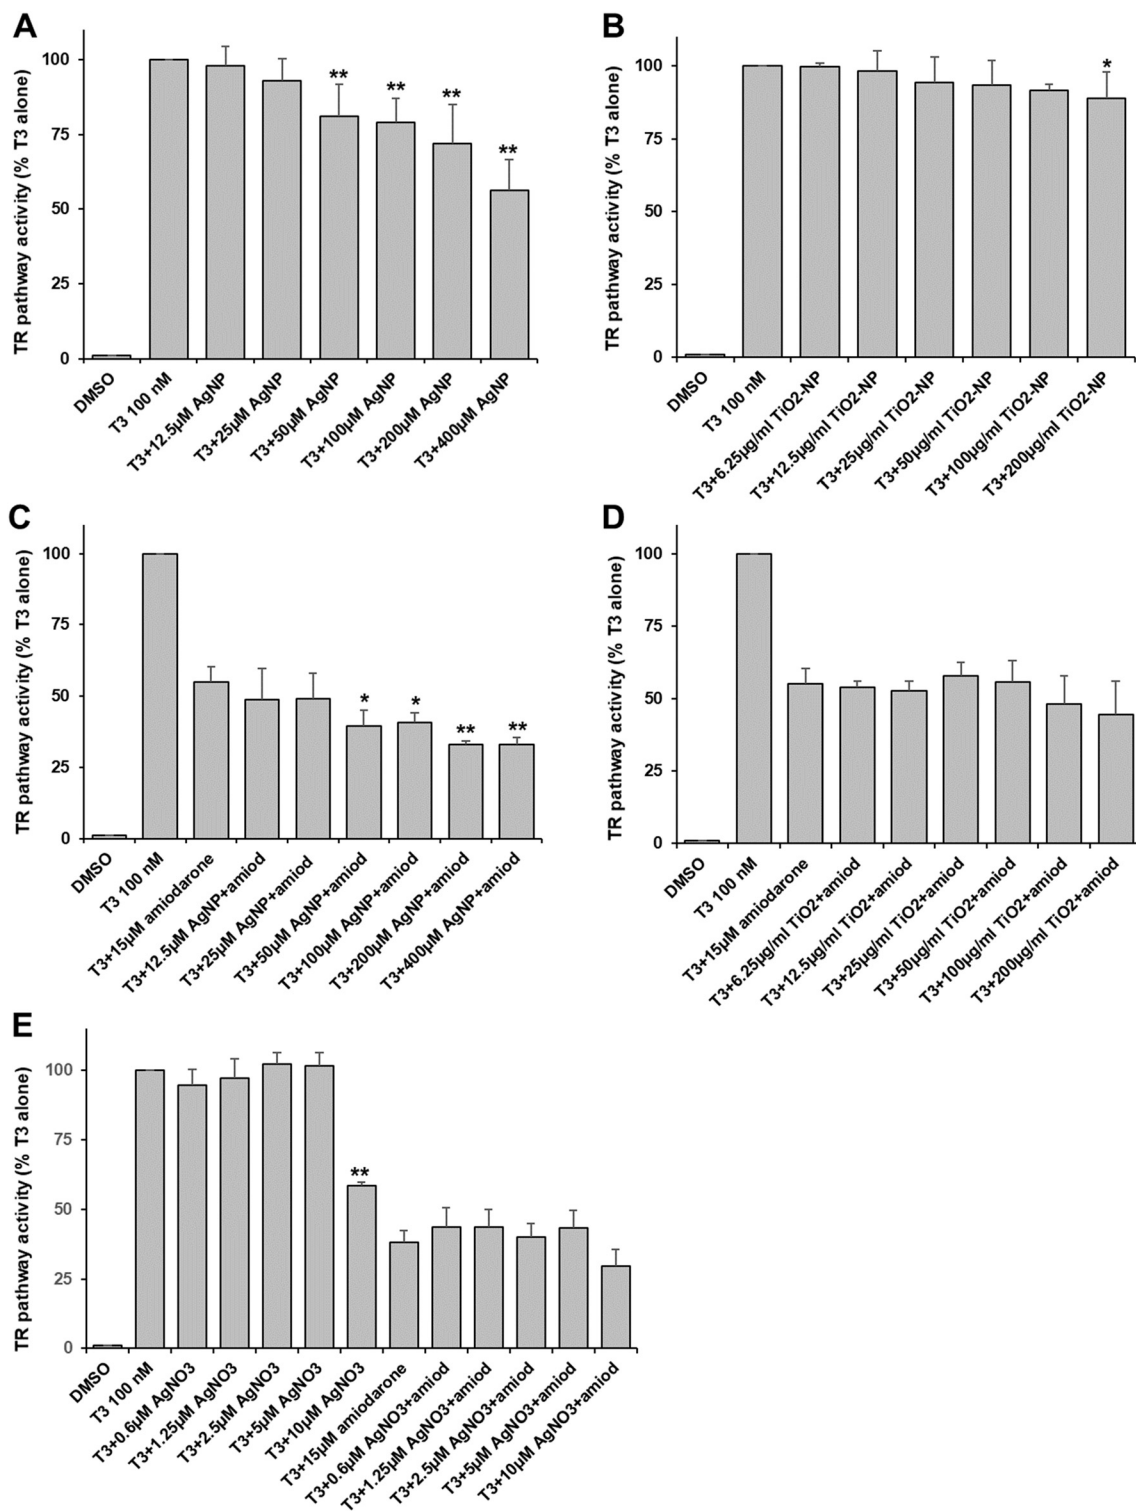 A
TR pathway activity (% T3 alone)
100
75
50
25
0
** ** ** **
DMSO
T3 100 nM
T3+12.5µM AgNP
T3+25µM AgNP
T3+50µM AgNP
T3+100µM AgNP
T3+200µM AgNP
T3+400µM AgNP
B
TR pathway activity (% T3 alone)
100
75
50
25
0
*
DMSO
T3 100 nM
T3+6.25µg/ml TiO2-NP
T3+12.5µg/ml TiO2-NP
T3+25µg/ml TiO2-NP
T3+50µg/ml TiO2-NP
T3+100µg/ml TiO2-NP
T3+200µg/ml TiO2-NP
C
TR pathway activity (% T3 alone)
100
75
50
25
0
* * ** **
DMSO
T3 100 nM
T3+15µM amiodarone
T3+12.5µM AgNP+amiod
T3+25µM AgNP+amiod
T3+50µM AgNP+amiod
T3+100µM AgNP+amiod
T3+200µM AgNP+amiod
T3+400µM AgNP+amiod
D
TR pathway activity (% T3 alone)
100
75
50
25
0
DMSO
T3 100 nM
T3+15µM amiodarone
T3+6.25µg/ml TiO2+amiod
T3+12.5µg/ml TiO2+amiod
T3+25µg/ml TiO2+amiod
T3+50µg/ml TiO2+amiod
T3+100µg/ml TiO2+amiod
T3+200µg/ml TiO2+amiod
E
TR pathway activity (% T3 alone)
100
75
50
25
0
**
DMSO
T3 100 nM
T3+0.6µM AgNO3
T3+1.25µM AgNO3
T3+2.5µM AgNO3
T3+5µM AgNO3
T3+10µM AgNO3
T3+15µM amiodarone
T3+0.6µM AgNO3+amiod
T3+1.25µM AgNO3+amiod
T3+2.5µM AgNO3+amiod
T3+5µM AgNO3+amiod
T3+10µM AgNO3+amiod